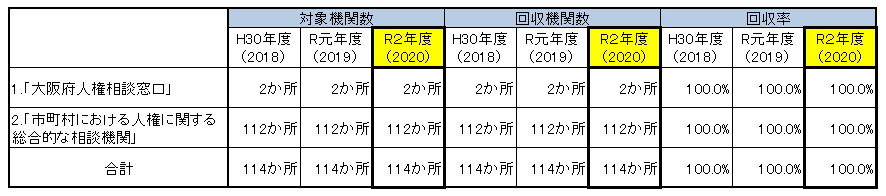 対象機関数 回収機関数 回収率
H30年度 R元年度 R2年度 H30年度 R元年度 R2年度 H30年度 R元年度 R2年度
(2018) (2019) (2020) (2018) (2019) (2020) (2018) (2019) (2020)
1.「大阪府人権相談窓口」 2か所 2か所 2か所 2か所 2か所 2か所 100.0% 100.0% 100.0%
2.「市町村における人権に関する
総合的な相談機関」 112か所 112か所 112か所 112か所 112か所 112か所 100.0% 100.0% 100.0%
合計 114か所 114か所 114か所 114か所 114か所 114か所 100.0% 100.0% 100.0%